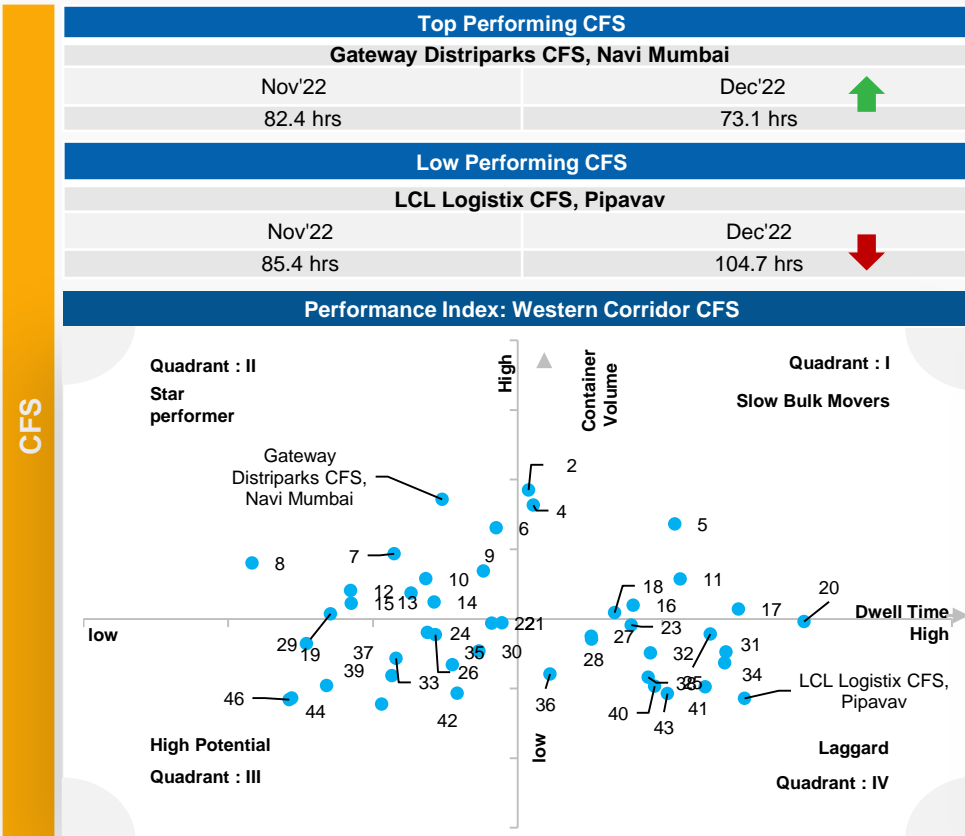 CFS
Top Performing CFS
Gateway Distriparks CFS, Navi Mumbai
Nov'22 Dec'22
82.4 hrs 73.1 hrs
Low Performing CFS
LCL Logistix CFS, Pipavav
Nov'22 Dec'22
85.4 hrs 104.7 hrs
Performance Index: Western Corridor CFS
Quadrant : II
Star
performer
High
Container
Volume
Quadrant : I
Slow Bulk Movers
Gateway
Distriparks CFS,
Navi Mumbai
2
4
5
6
7
8
9
10
11
12
13
14
15
16
17
18
20
Dwell Time
High
low
19
29
24
221
23
27
28
30
31
32
33
34
35
26
37
39
36
25
40
41
42
43
44
46
LCL Logistix CFS,
Pipavav
low
High Potential
Quadrant : III
Laggard
Quadrant : IV